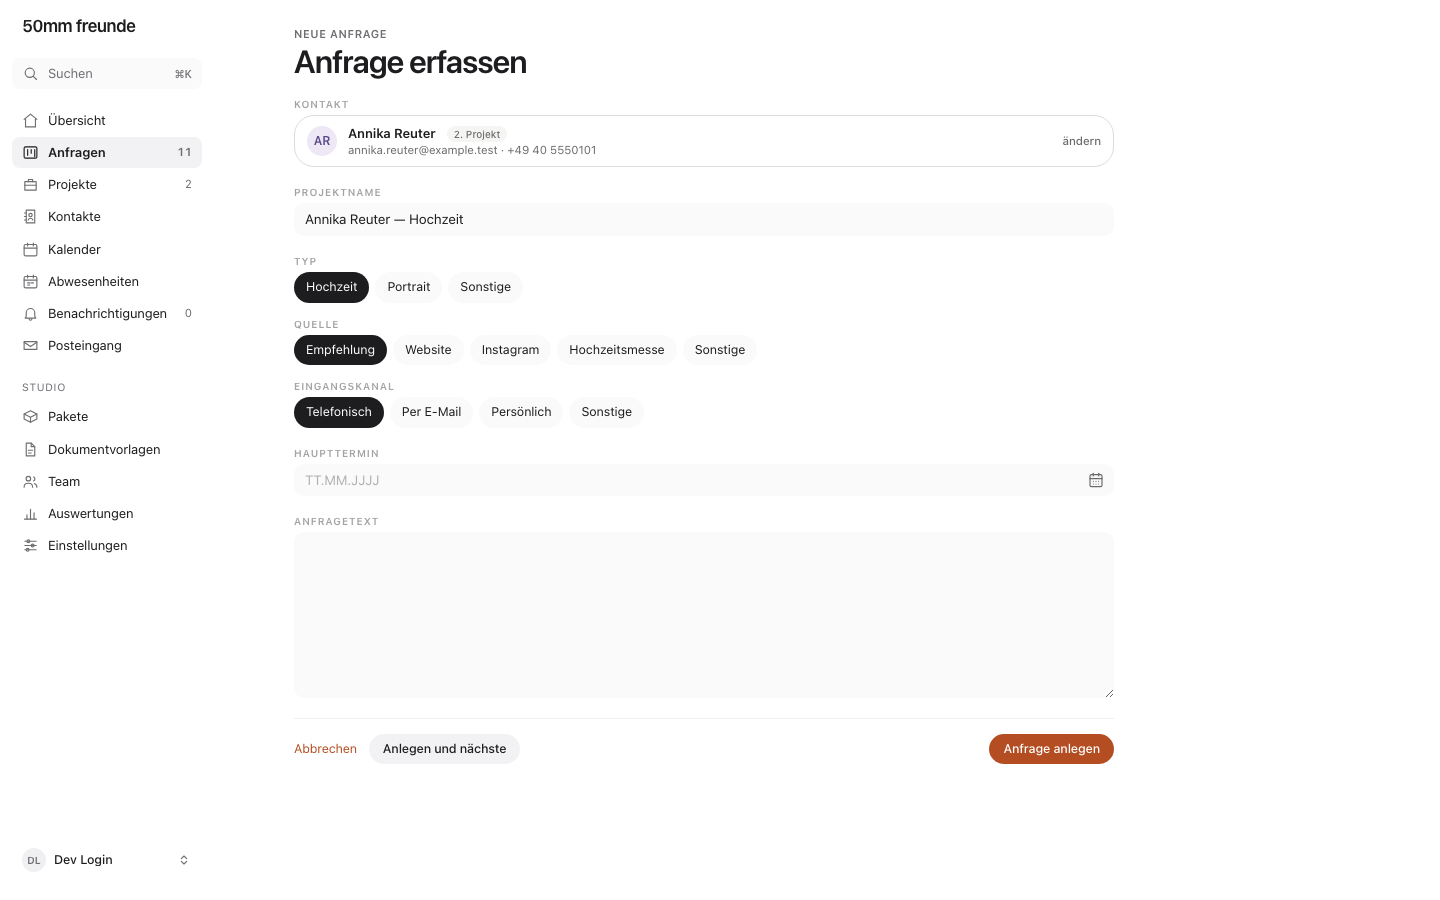 50mm freunde
Suchen ⌘K
Übersicht
Anfragen 11
Projekte 2
Kontakte
Kalender
Abwesenheiten
Benachrichtigungen 0
Posteingang
STUDIO
Pakete
Dokumentvorlagen
Team
Auswertungen
Einstellungen
DL Dev Login
NEUE ANFRAGE
Anfrage erfassen
KONTAKT
AR
Annika Reuter 2. Projekt
annika.reuter@example.test · +49 40 5550101
ändern
PROJEKTNAME
Annika Reuter — Hochzeit
TYP
Hochzeit Portrait Sonstige
QUELLE
Empfehlung Website Instagram Hochzeitsmesse Sonstige
EINGANGSKANAL
Telefonisch Per E-Mail Persönlich Sonstige
HAUPTTERMIN
TT.MM.JJJJ
ANFRAGETEXT
Abbrechen Anlegen und nächste Anfrage anlegen